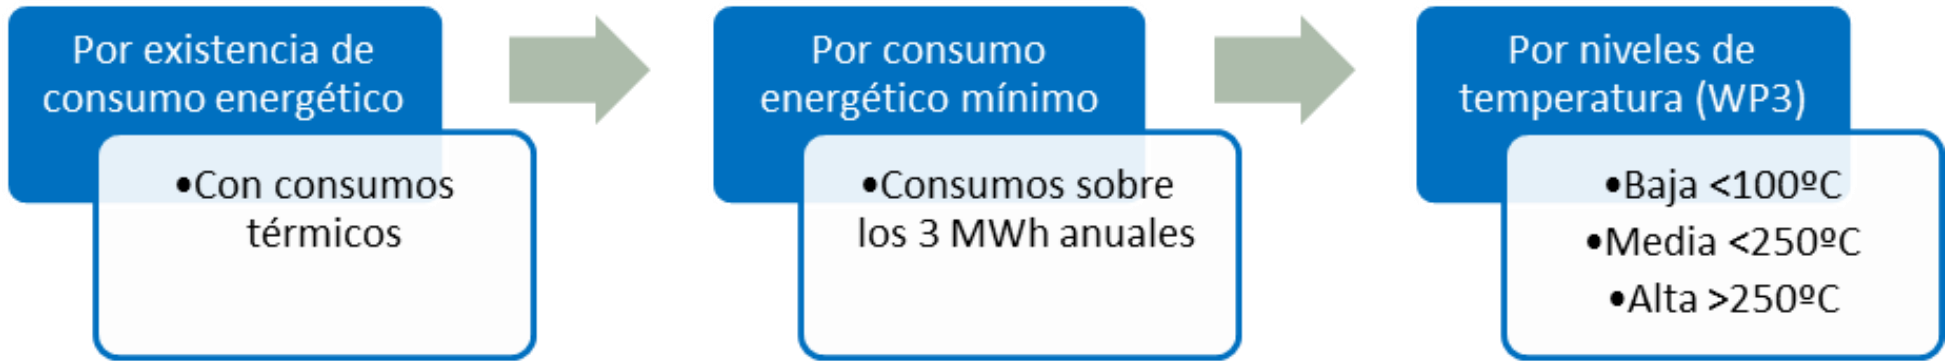 Por existencia de
consumo energético
•Con consumos
térmicos
Por consumo
energético mínimo
•Consumos sobre
los 3 MWh anuales
Por niveles de
temperatura (WP3)
•Baja <100ºC
•Media <250ºC
•Alta >250ºC